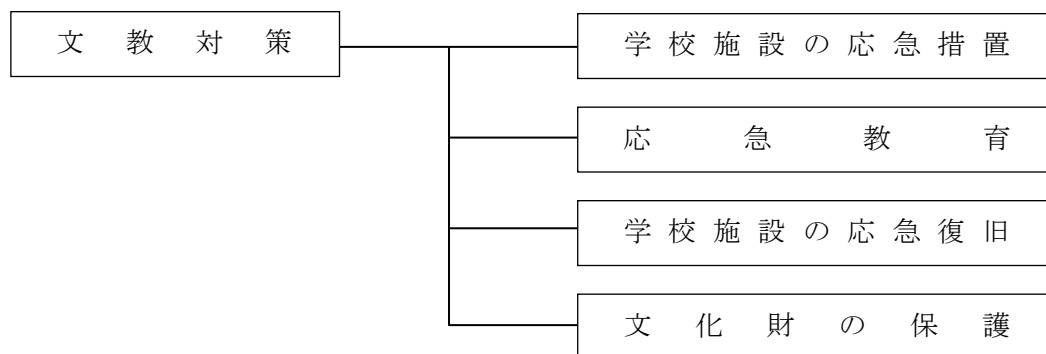 文教対策
学校施設の応急措置
応急教育
学校施設の応急復旧
文化財の保護